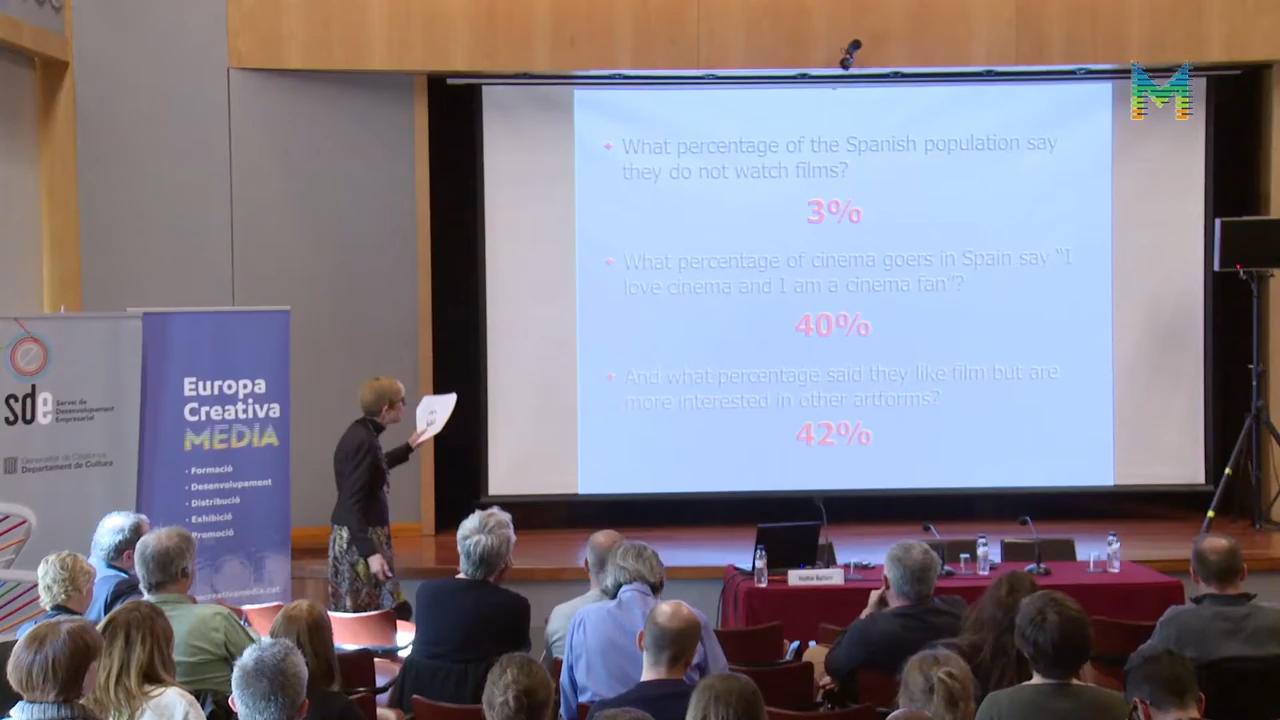 What percentage of the Spanish population say
they do not watch films?
3%
What percentage of cinema goers in Spain say “I
love cinema and I am a cinema fan”?
40%
And what percentage said they like film but are
more interested in other artforms?
42%
M
sde Servei de
Desenvolupament
Empresarial
Generalitat de Catalunya
Departament de Cultura
Europa
Creativa
MEDIA
· Formació
· Desenvolupament
· Distribució
· Exhibició
Promoció